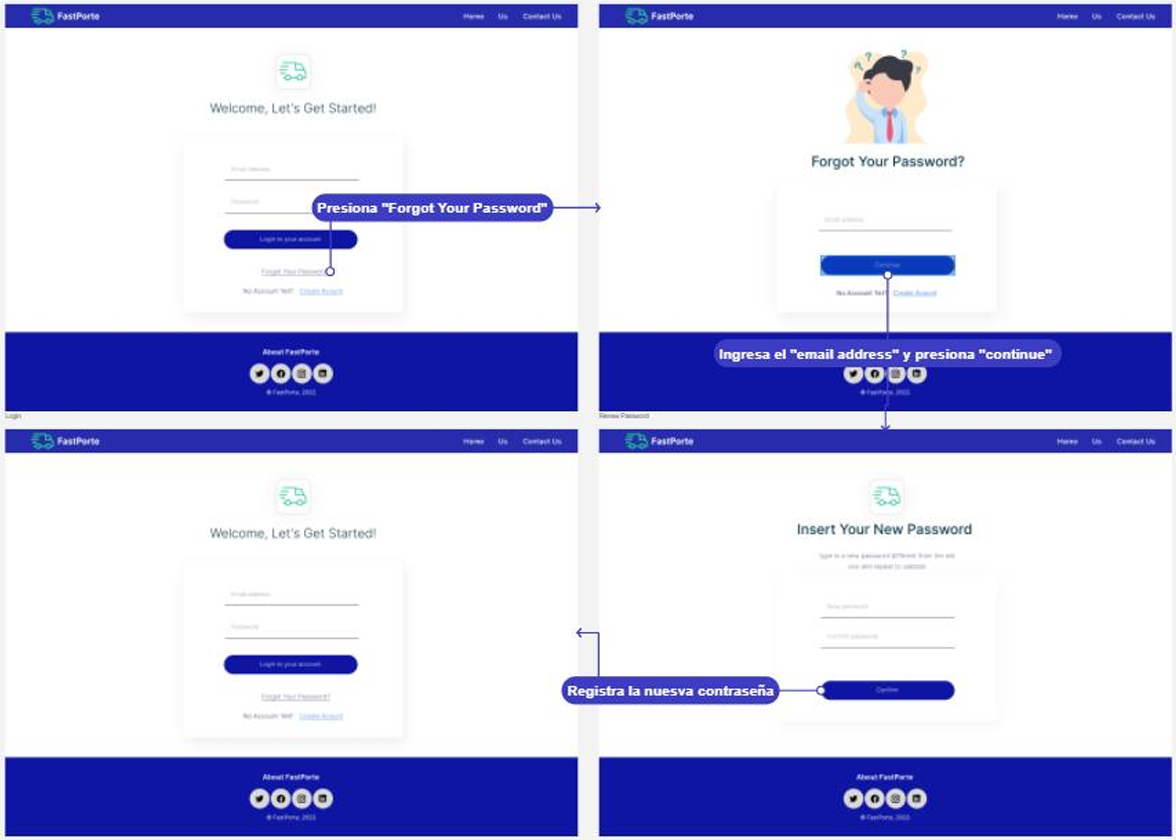 FastPorte
Home Us Contact Us
Welcome, Let's Get Started!
Email address
Password
Presiona "Forgot Your Password"
Login to your account
Forgot Your Password
No Account Yet? Create Acount
About FastPorte
© FastPorte, 2022
Login
FastPorte
Home Us Contact Us
Forgot Your Password?
Email address
Continue
No Account Yet? Create Acount
Ingresa el "email address" y presiona "continue"
© FastPorte, 2022
Renew Password
FastPorte
Home Us Contact Us
Welcome, Let's Get Started!
Email address
Password
Login to your account
Forgot Your Password?
No Account Yet? Create Acount
About FastPorte
© FastPorte, 2022
FastPorte
Home Us Contact Us
Insert Your New Password
Type in a new password different from the old
one and repeat to validate
New password
Confirm password
Registra la nuesva contraseña
Confirm
About FastPorte
© FastPorte, 2022